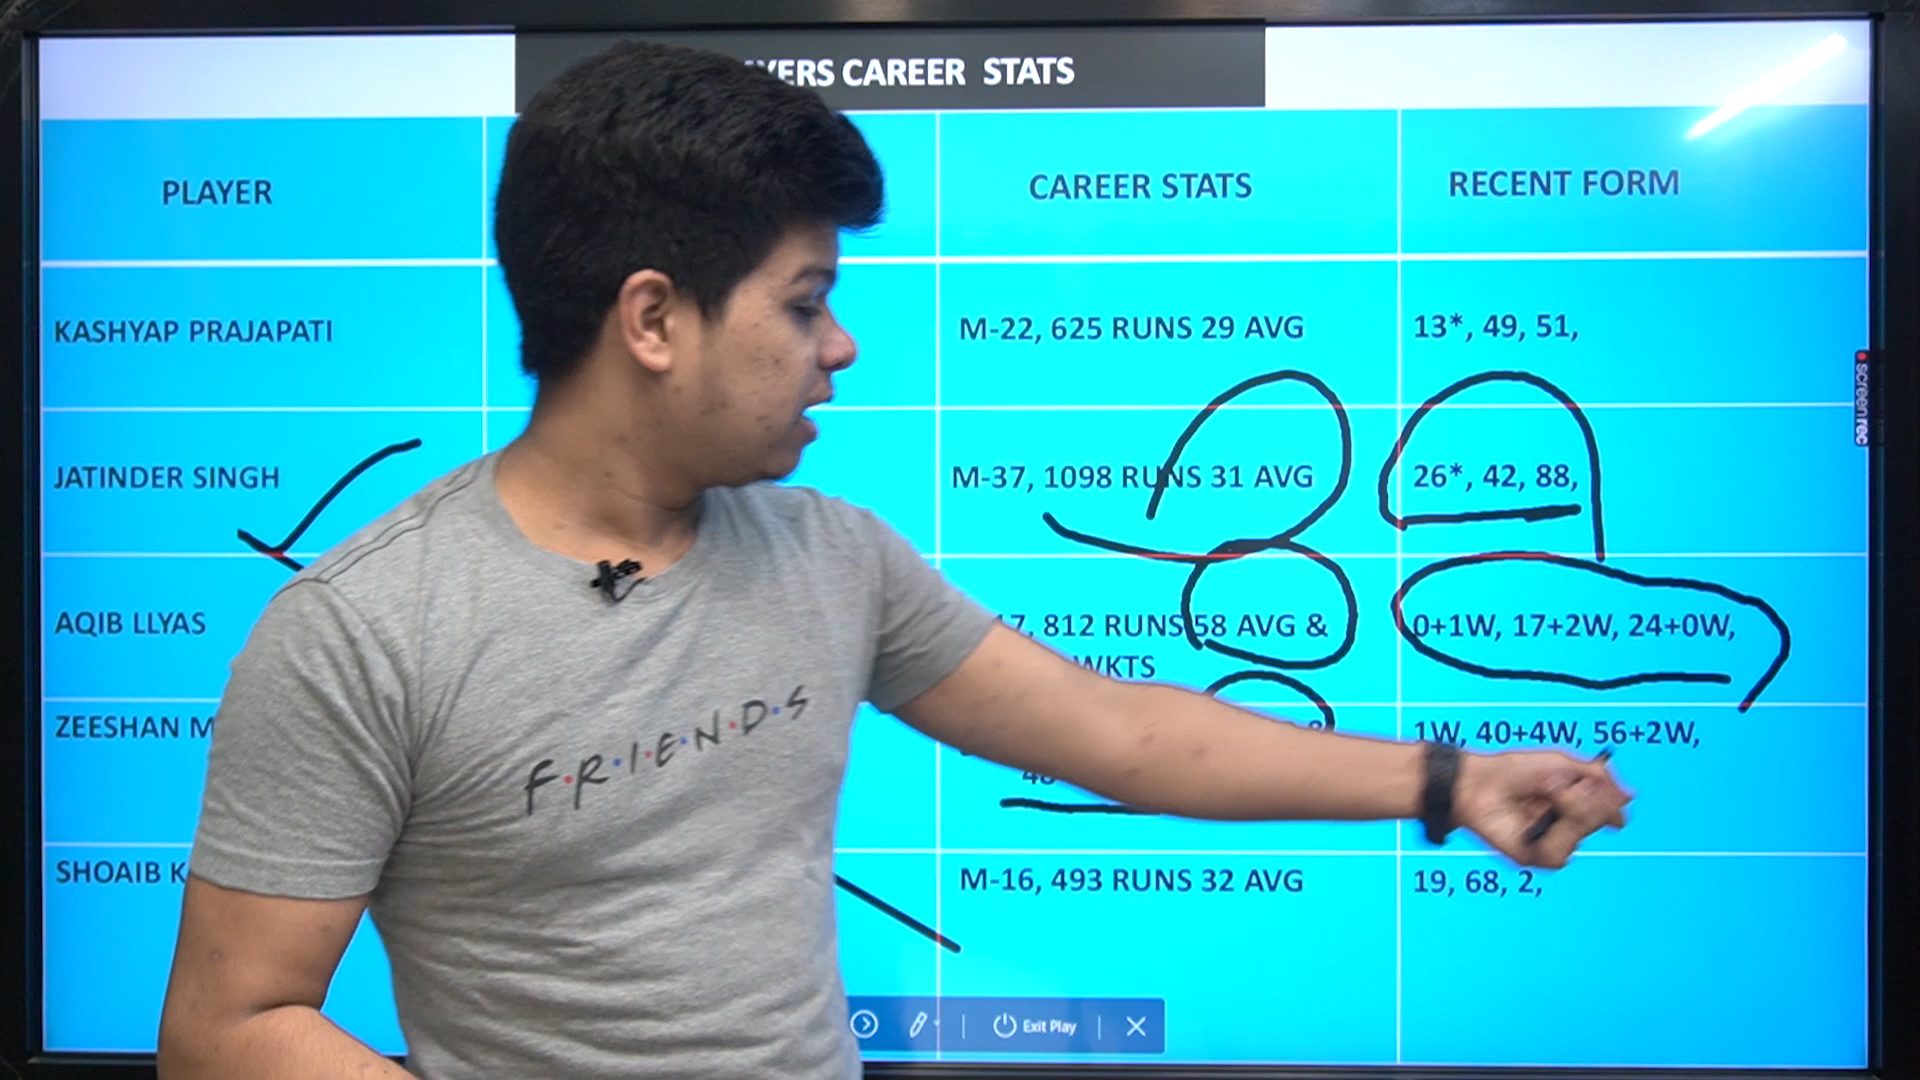 CAREER STATS
PLAYER CAREER STATS RECENT FORM
KASHYAP PRAJAPATI M-22, 625 RUNS 29 AVG 13*, 49, 51,
JATINDER SINGH M-37, 1098 RUNS 31 AVG 26*, 42, 88,
AQIB LLYAS 812 RUNS 58 AVG & 0+1W, 17+2W, 24+0W,
WKTS
ZEESHAN 1W, 40+4W, 56+2W,
SHOAIB M-16, 493 RUNS 32 AVG 19, 68, 2,
F·R·I·E·N·D·S
Exit Play
screenrec